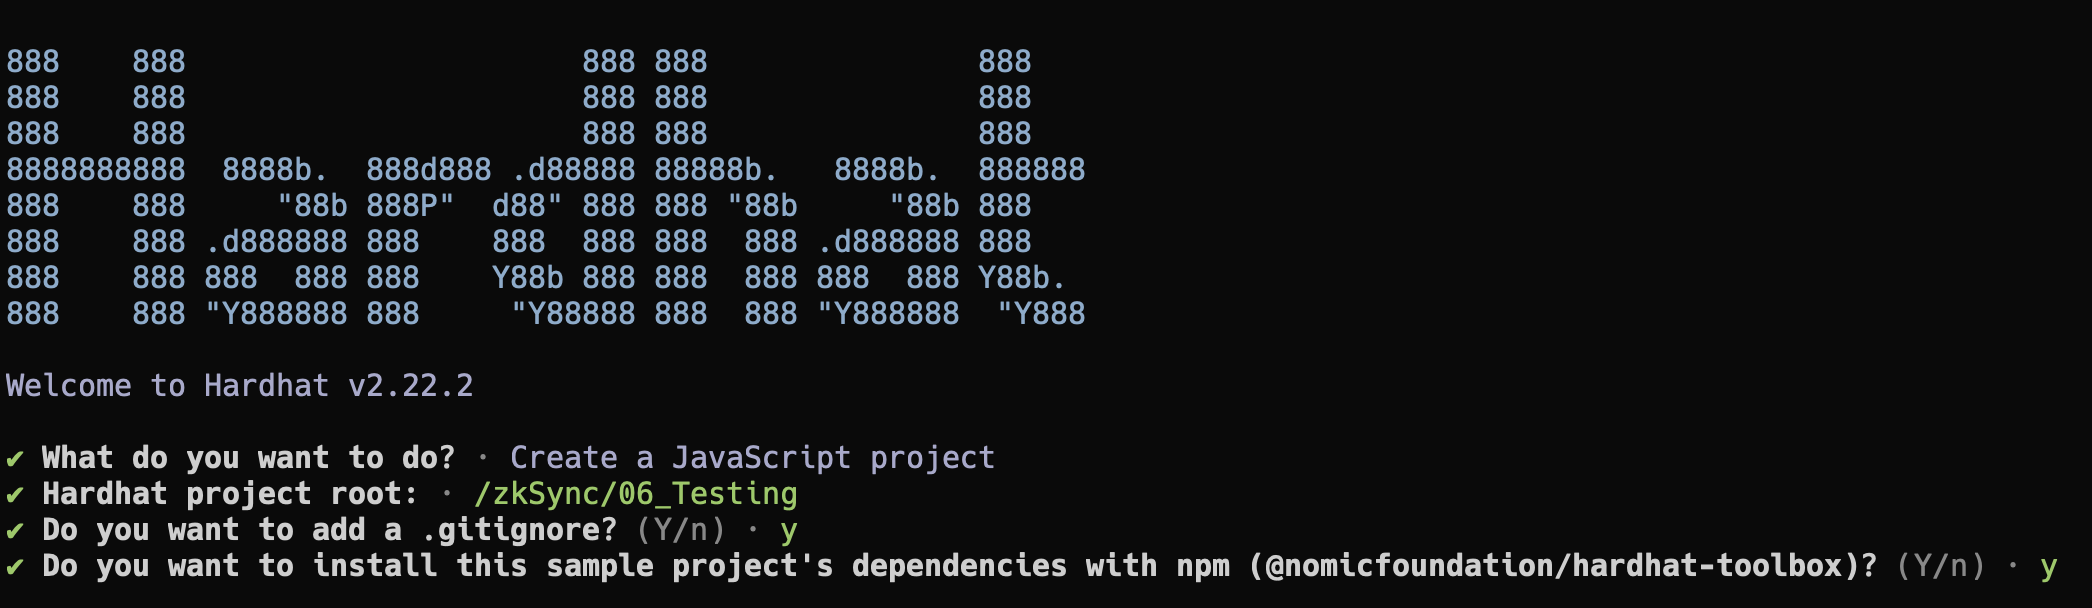 888    888                      888 888               888
888    888                      888 888               888
888    888                      888 888               888
8888888888  8888b.  888d888 .d88888 88888b.   8888b.  888888
888    888     "88b 888P"  d88" 888 888 "88b     "88b 888
888    888 .d888888 888    888  888 888  888 .d888888 888
888    888 888  888 888    Y88b 888 888  888 888  888 Y88b.
888    888 "Y888888 888     "Y88888 888  888 "Y888888  "Y888
Welcome to Hardhat v2.22.2
✔ What do you want to do? · Create a JavaScript project
✔ Hardhat project root: · /zkSync/06_Testing
✔ Do you want to add a .gitignore? (Y/n) · y
✔ Do you want to install this sample project's dependencies with npm (@nomicfoundation/hardhat-toolbox)? (Y/n) · y